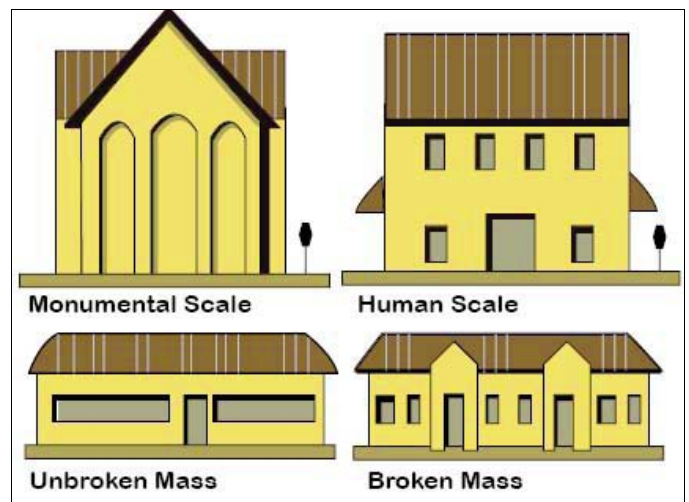 Monumental Scale
Human Scale
Unbroken Mass
Broken Mass